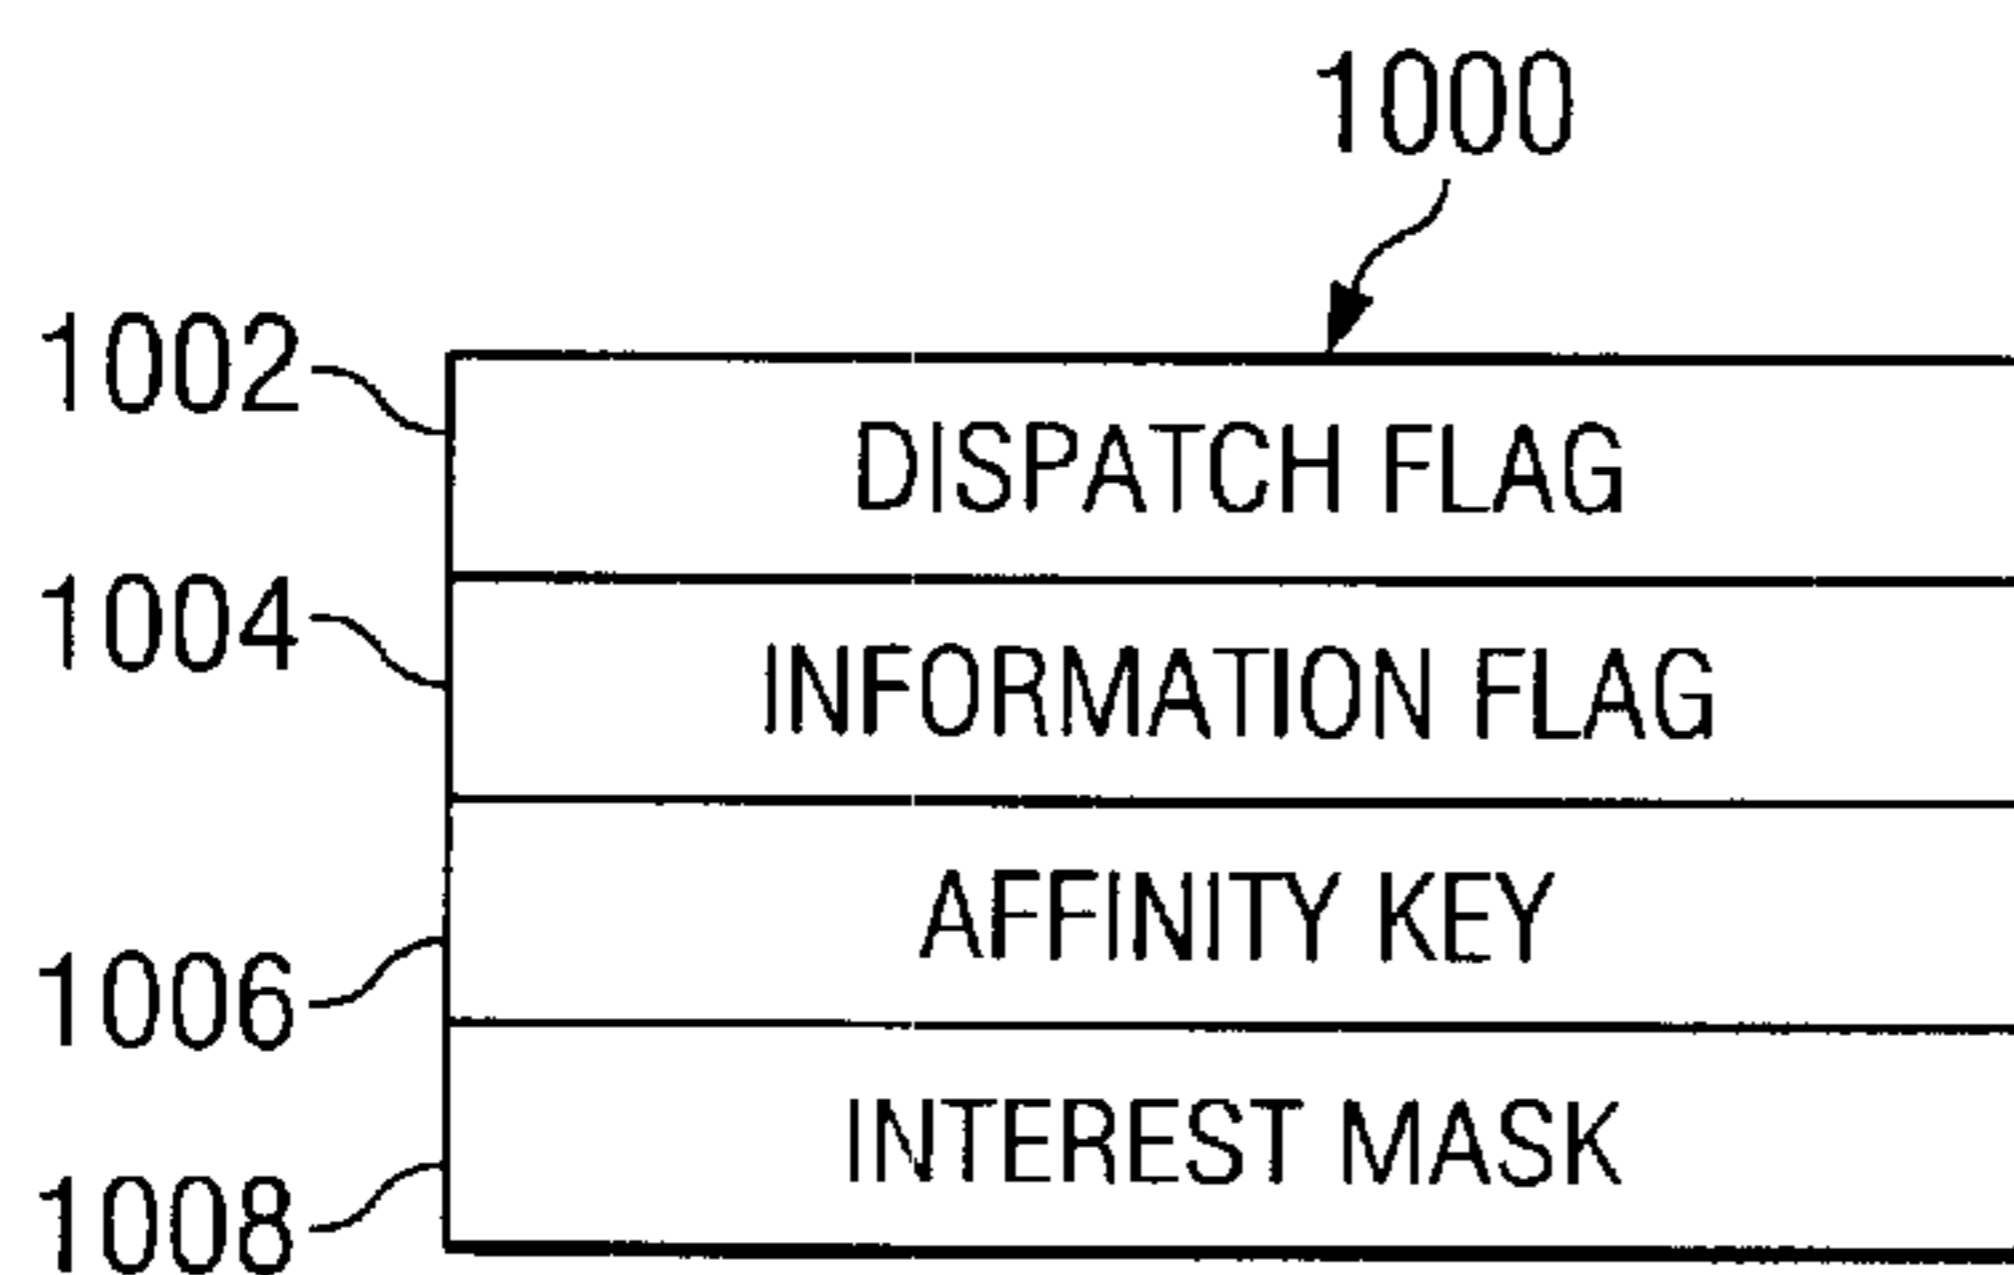 1000
1002
DISPATCH FLAG
1004
INFORMATION FLAG
AFFINITY KEY
1006
INTEREST MASK
1008